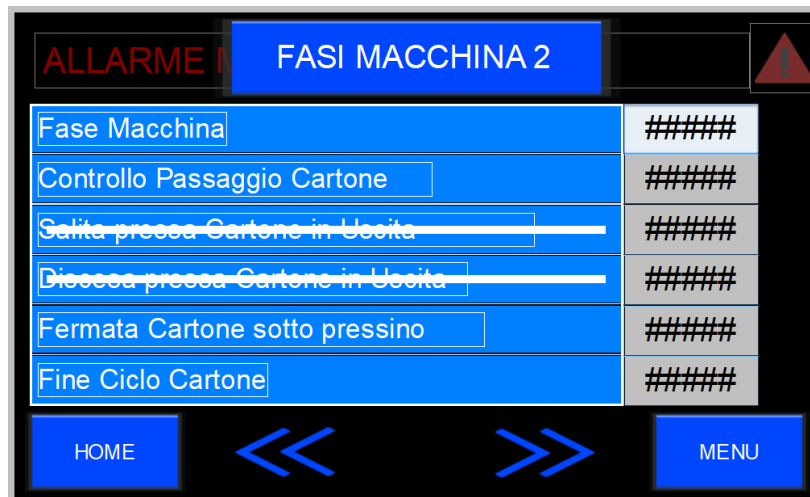 ALLARME
FASI MACCHINA 2
Fase Macchina #####
Controllo Passaggio Cartone #####
Salita pressa Cartone in Uscita #####
Discesa pressa Cartone in Uscita #####
Fermata Cartone sotto pressino #####
Fine Ciclo Cartone #####
HOME
MENU